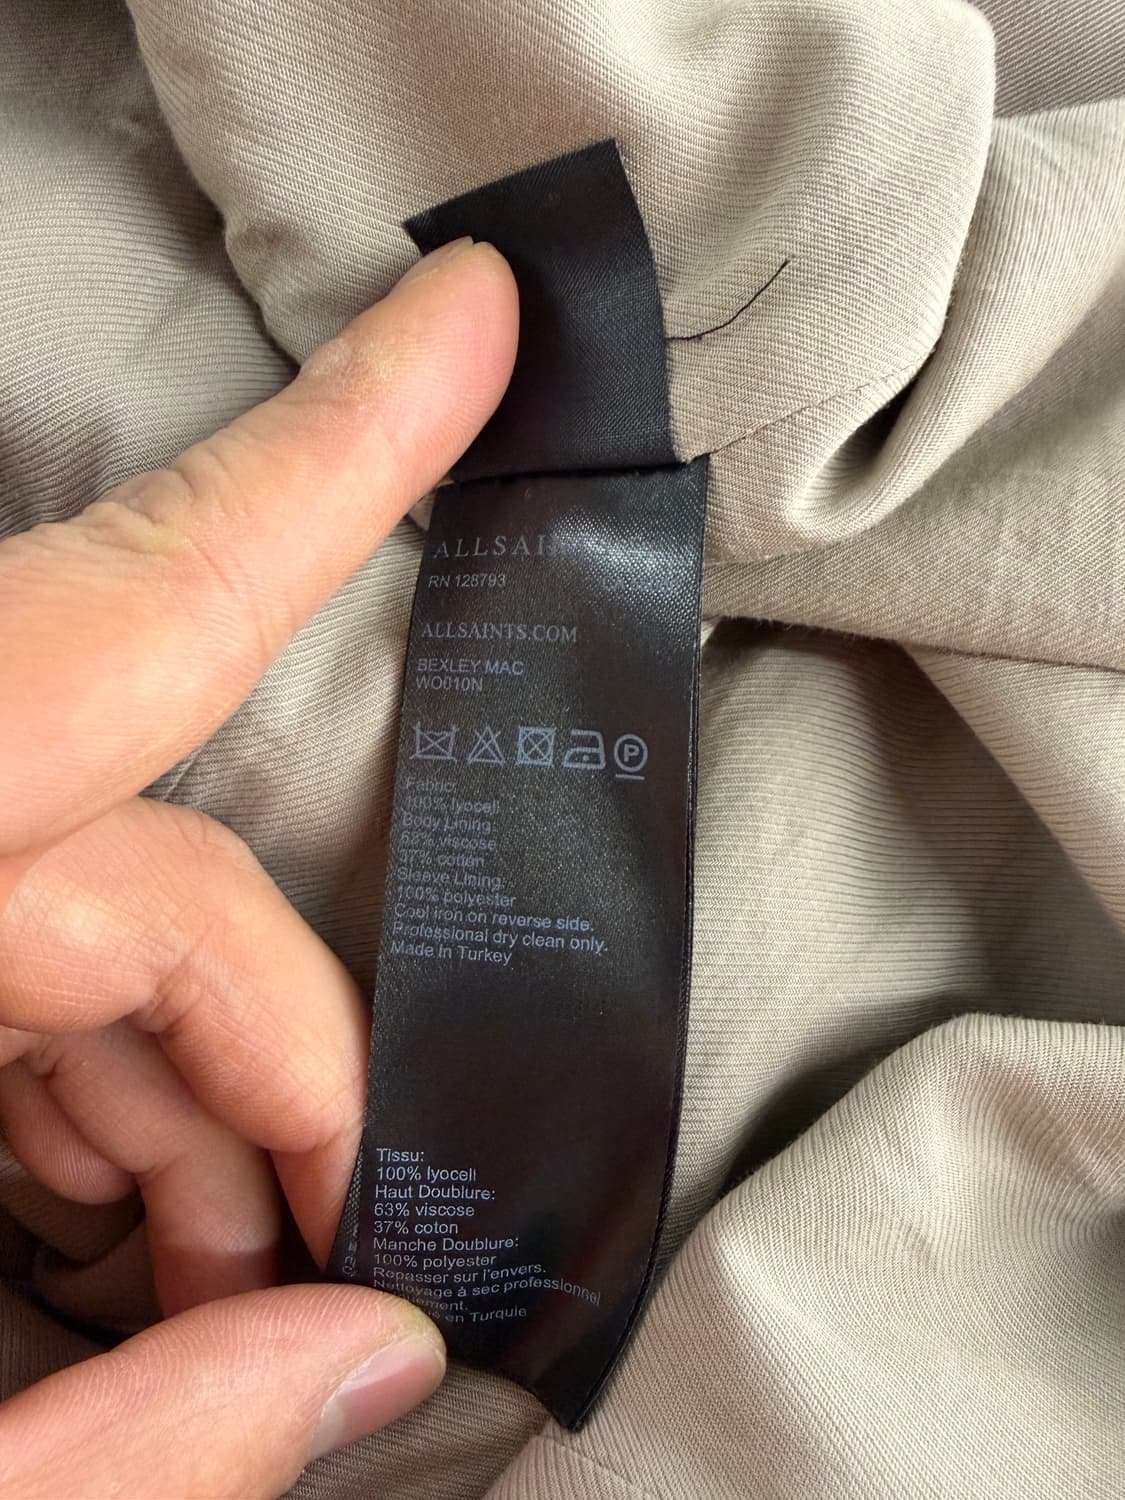 ALLSAI
RN 128793
ALLSAINTS.COM
BEXLEY MAC
WO010N
P
Fabric:
100% lyocell
Body Lining:
63% viscose
37% cotton
Sleeve Lining:
100% polyester
Cool iron on reverse side.
Professional dry clean only.
Made in Turkey
Tissu:
100% lyocell
Haut Doublure:
63% viscose
37% coton
Manche Doublure:
100% polyester
Repasser sur l'envers.
Nettoyage á sec professionnel
en Turquie